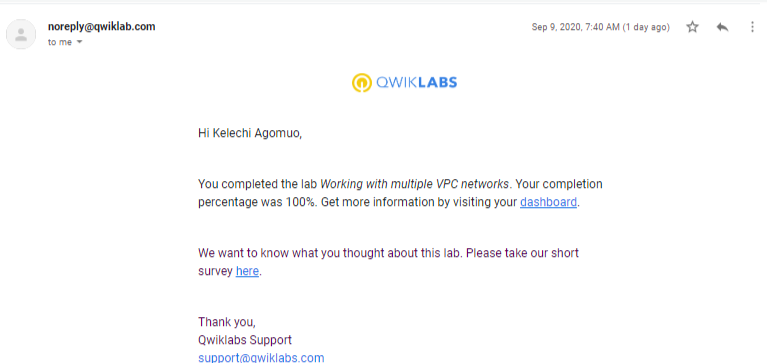 noreply@qwiklab.com
Sep 9, 2020, 7:40 AM (1 day ago)
to me
QWIKLABS
Hi Kelechi Agomuo,
You completed the lab Working with multiple VPC networks. Your completion
percentage was 100%. Get more information by visiting your dashboard.
We want to know what you thought about this lab. Please take our short
survey here.
Thank you,
Qwiklabs Support
support@qwiklabs.com